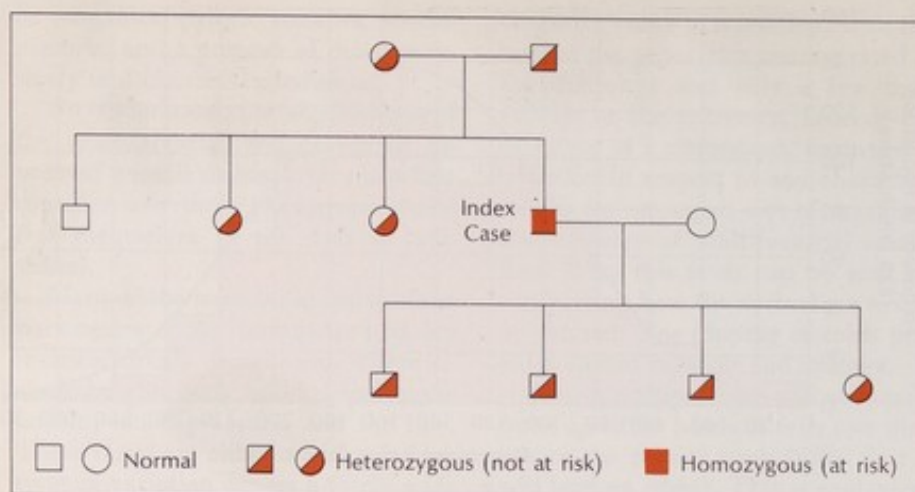 Index
Case
Normal
Heterozygous (not at risk)
Homozygous (at risk)